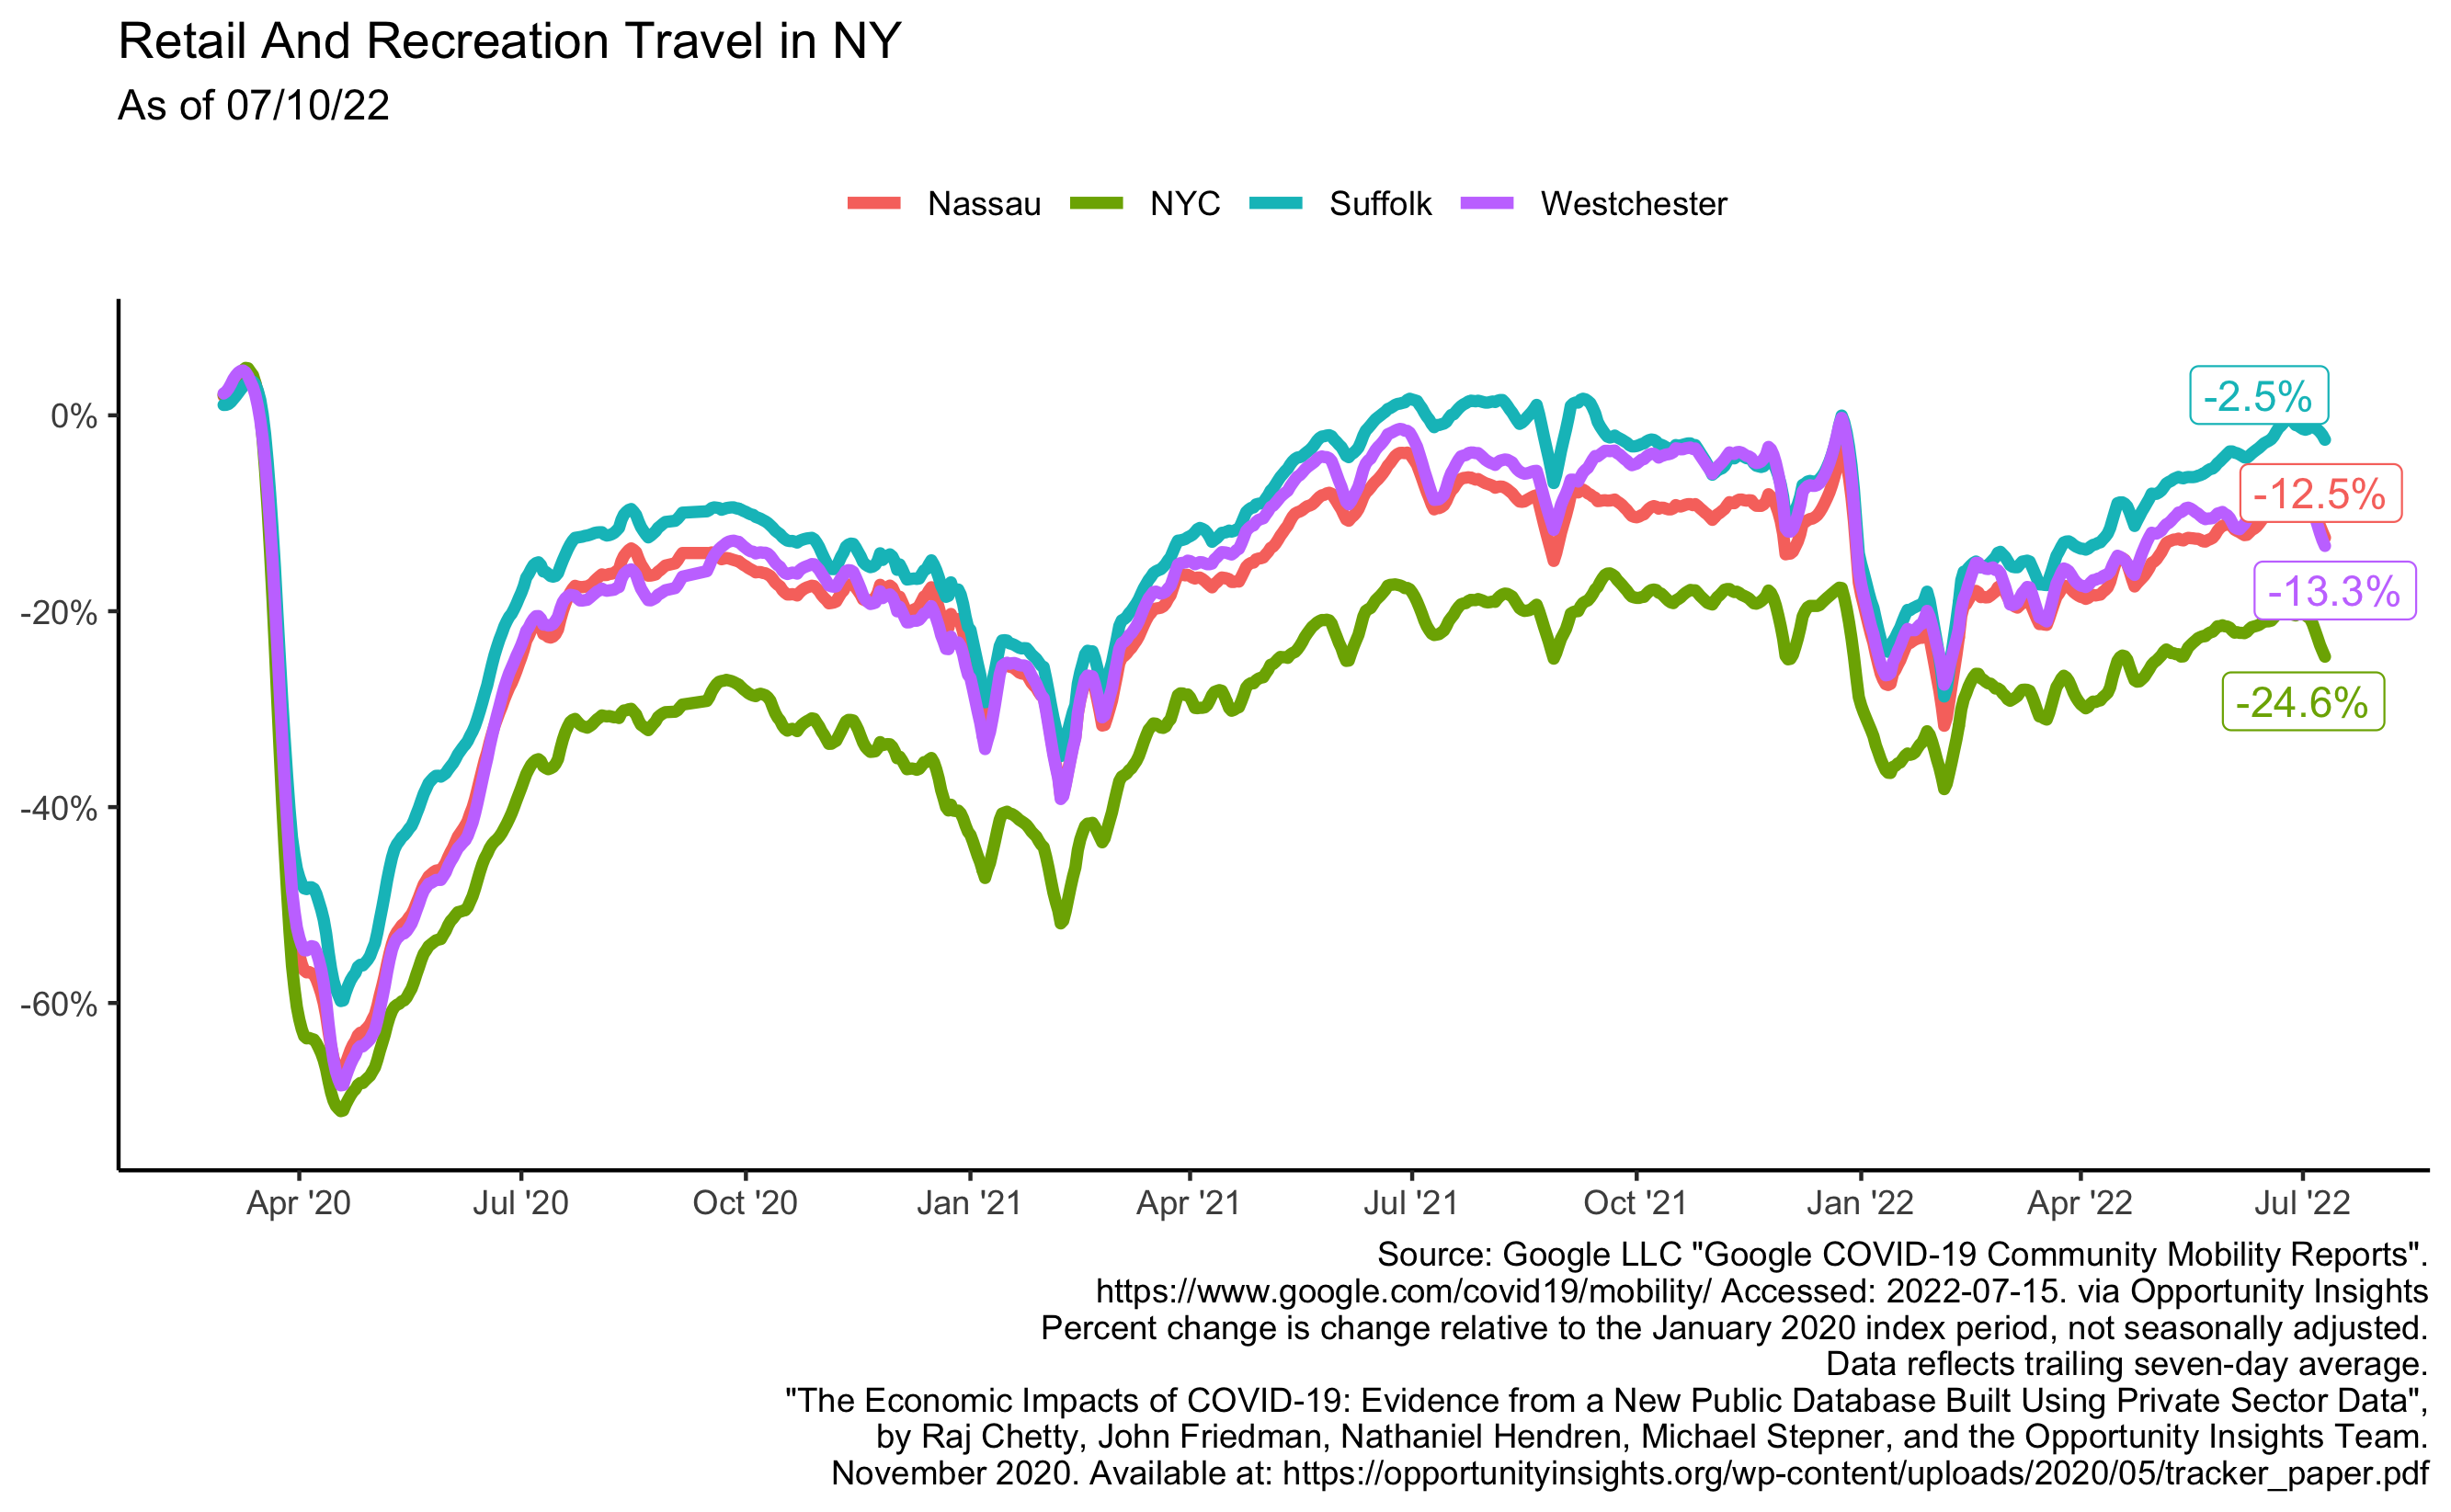 Retail And Recreation Travel in NY
As of 07/10/22
Nassau NYC Suffolk Westchester
0%
-20%
-40%
-60%
-2.5%
-12.5%
-13.3%
-24.6%
Apr '20 Jul '20 Oct '20 Jan '21 Apr '21 Jul '21 Oct '21 Jan '22 Apr '22 Jul '22
Source: Google LLC "Google COVID-19 Community Mobility Reports".
https://www.google.com/covid19/mobility/ Accessed: 2022-07-15. via Opportunity Insights
Percent change is change relative to the January 2020 index period, not seasonally adjusted.
Data reflects trailing seven-day average.
"The Economic Impacts of COVID-19: Evidence from a New Public Database Built Using Private Sector Data",
by Raj Chetty, John Friedman, Nathaniel Hendren, Michael Stepner, and the Opportunity Insights Team.
November 2020. Available at: https://opportunityinsights.org/wp-content/uploads/2020/05/tracker_paper.pdf